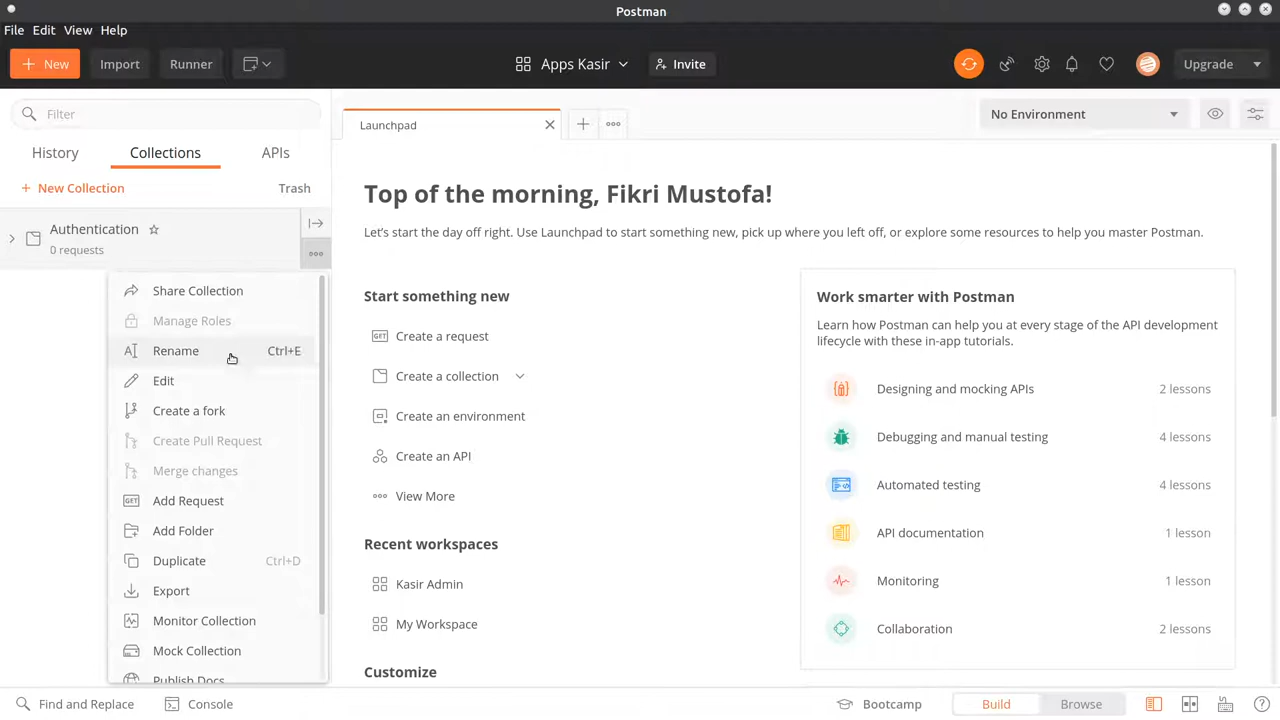 Postman
File Edit View Help
New
Import
Runner
Apps Kasir
Invite
Upgrade
Filter
Launchpad
No Environment
History
Collections
APIs
+ New Collection
Trash
Authentication
0 requests
Share Collection
Manage Roles
Rename Ctrl+E
Edit
Create a fork
Create Pull Request
Merge changes
GET Add Request
Add Folder
Duplicate Ctrl+D
Export
Monitor Collection
Mock Collection
Publish Docs
Top of the morning, Fikri Mustofa!
Let's start the day off right. Use Launchpad to start something new, pick up where you left off, or explore some resources to help you master Postman.
Start something new
GET Create a request
Create a collection
Create an environment
Create an API
View More
Recent workspaces
Kasir Admin
My Workspace
Customize
Work smarter with Postman
Learn how Postman can help you at every stage of the API development
lifecycle with these in-app tutorials.
Designing and mocking APIs 2 lessons
Debugging and manual testing 4 lessons
Automated testing 4 lessons
API documentation 1 lesson
Monitoring 1 lesson
Collaboration 2 lessons
Find and Replace
Console
Bootcamp
Build
Browse